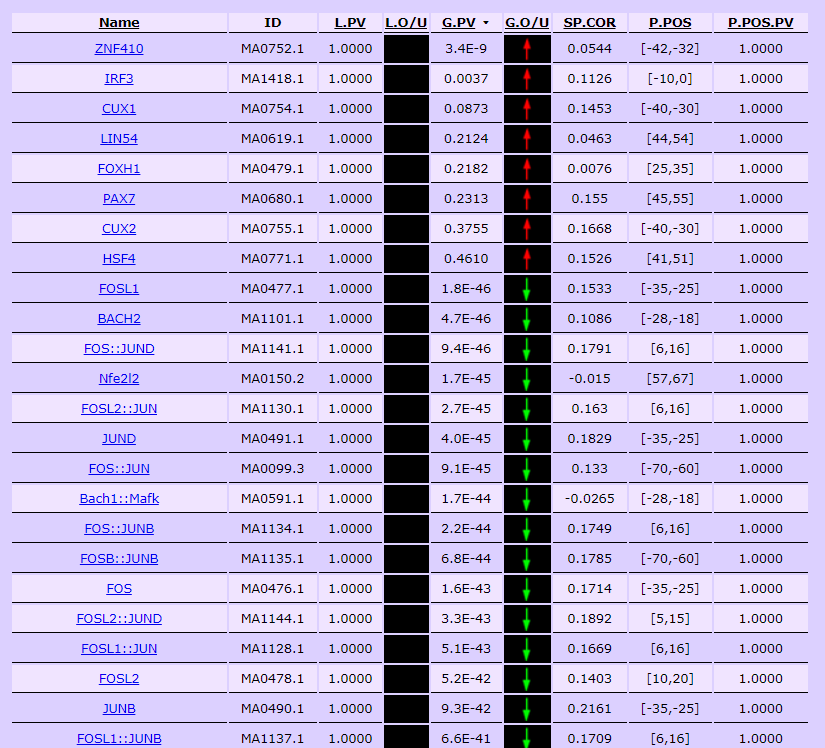 Name ID L.PV L.O/U G.PV G.O/U SP.COR P.POS P.POS.PV
ZNF410 MA0752.1 1.0000 3.4E-9 0.0544 [-42,-32] 1.0000
IRF3 MA1418.1 1.0000 0.0037 0.1126 [-10,0] 1.0000
CUX1 MA0754.1 1.0000 0.0873 0.1453 [-40,-30] 1.0000
LIN54 MA0619.1 1.0000 0.2124 0.0463 [44,54] 1.0000
FOXH1 MA0479.1 1.0000 0.2182 0.0076 [25,35] 1.0000
PAX7 MA0680.1 1.0000 0.2313 0.155 [45,55] 1.0000
CUX2 MA0755.1 1.0000 0.3755 0.1668 [-40,-30] 1.0000
HSF4 MA0771.1 1.0000 0.4610 0.1526 [41,51] 1.0000
FOSL1 MA0477.1 1.0000 1.8E-46 0.1533 [-35,-25] 1.0000
BACH2 MA1101.1 1.0000 4.7E-46 0.1086 [-28,-18] 1.0000
FOS::JUND MA1141.1 1.0000 9.4E-46 0.1791 [6,16] 1.0000
Nfe2l2 MA0150.2 1.0000 1.7E-45 -0.015 [57,67] 1.0000
FOSL2::JUN MA1130.1 1.0000 2.7E-45 0.163 [6,16] 1.0000
JUND MA0491.1 1.0000 4.0E-45 0.1829 [-35,-25] 1.0000
FOS::JUN MA0099.3 1.0000 9.1E-45 0.133 [-70,-60] 1.0000
Bach1::Mafk MA0591.1 1.0000 1.7E-44 -0.0265 [-28,-18] 1.0000
FOS::JUNB MA1134.1 1.0000 2.2E-44 0.1749 [6,16] 1.0000
FOSB::JUNB MA1135.1 1.0000 6.8E-44 0.1785 [-70,-60] 1.0000
FOS MA0476.1 1.0000 1.6E-43 0.1714 [-35,-25] 1.0000
FOSL2::JUND MA1144.1 1.0000 3.3E-43 0.1892 [5,15] 1.0000
FOSL1::JUN MA1128.1 1.0000 5.1E-43 0.1669 [6,16] 1.0000
FOSL2 MA0478.1 1.0000 5.2E-42 0.1403 [10,20] 1.0000
JUNB MA0490.1 1.0000 9.3E-42 0.2161 [-35,-25] 1.0000
FOSL1::JUNB MA1137.1 1.0000 6.6E-41 0.1709 [6,16] 1.0000